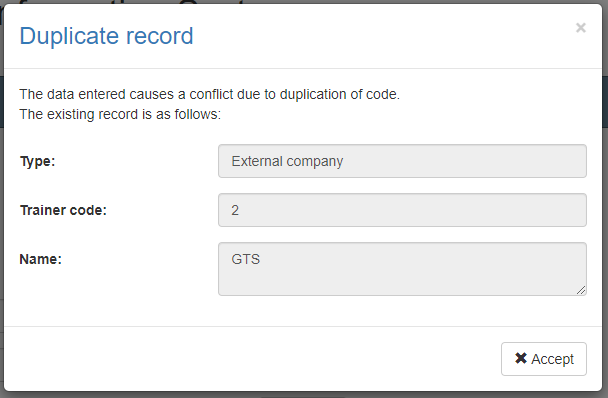 Duplicate record
×
The data entered causes a conflict due to duplication of code.
The existing record is as follows:
Type: External company
Trainer code: 2
Name: GTS
✖ Accept